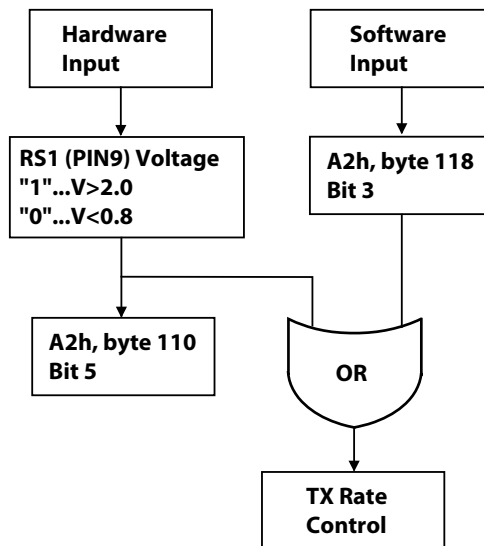 Hardware
Input
Software
Input
RS1 (PIN9) Voltage
"1"...V>2.0
"0"...V<0.8
A2h, byte 118
Bit 3
A2h, byte 110
Bit 5
OR
TX Rate
Control